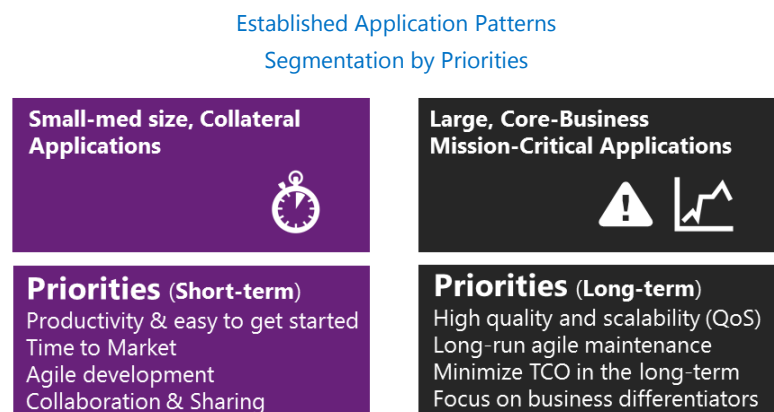 Established Application Patterns
Segmentation by Priorities
Small-med size, Collateral
Applications
Large, Core-Business
Mission-Critical Applications
Priorities (Short-term)
Productivity & easy to get started
Time to Market
Agile development
Collaboration & Sharing
Priorities (Long-term)
High quality and scalability (QoS)
Long-run agile maintenance
Minimize TCO in the long-term
Focus on business differentiators